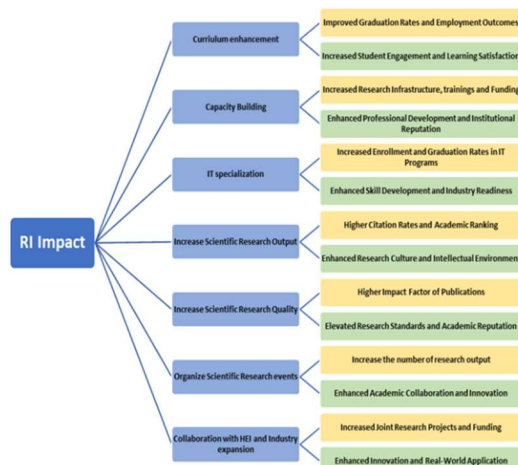 Improved Graduation Rates and Employment Outcomes
Curriulum enhancement
Increased Student Engagement and Learning Satisfaction
Increased Research Infrastructure, trainings and Funding
Capacity Building
Enhanced Professional Development and Institutional
Reputation
Increased Enrollment and Graduation Rates in IT
Programs
IT specialization
Enhanced Skill Development and Industry Readiness
RI Impact
Higher Citation Rates and Academic Ranking
Increase Scientific Research Output
Enhanced Research Culture and Intellectual Environmen
Higher Impact Factor of Publications
Increase Scientific Research Quality
Elevated Research Standards and Academic Reputation
Increase the number of research output
Organize Scientific Research events
Enhanced Academic Collaboration and Innovation
Increased Joint Research Projects and Funding
Collaboration with HEI and Industry
expansion
Enhanced Innovation and Real-World Application